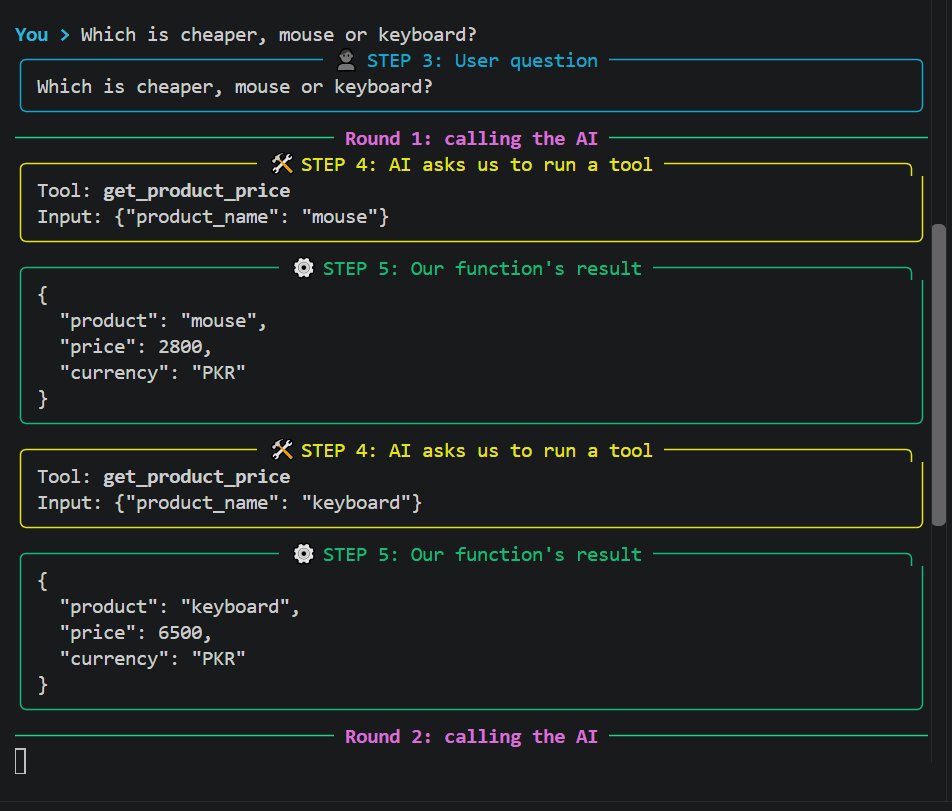 You > Which is cheaper, mouse or keyboard?
STEP 3: User question
Which is cheaper, mouse or keyboard?
Round 1: calling the AI
STEP 4: AI asks us to run a tool
Tool: get_product_price
Input: {"product_name": "mouse"}
STEP 5: Our function's result
{
"product": "mouse",
"price": 2800,
"currency": "PKR"
}
STEP 4: AI asks us to run a tool
Tool: get_product_price
Input: {"product_name": "keyboard"}
STEP 5: Our function's result
{
"product": "keyboard",
"price": 6500,
"currency": "PKR"
}
Round 2: calling the AI